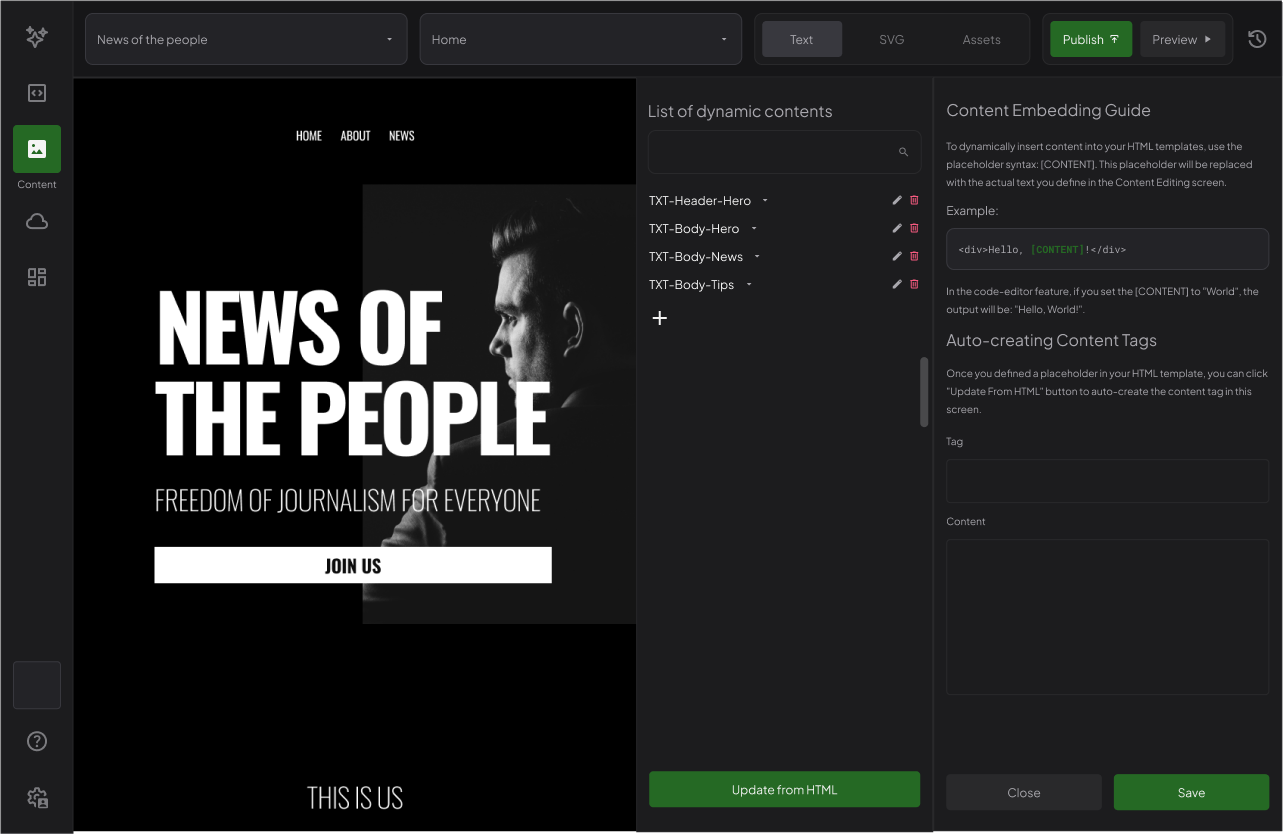 News of the people
Home
Text
SVG
Assets
Publish
Preview
Content
HOME ABOUT NEWS
NEWS OF
THE PEOPLE
FREEDOM OF JOURNALISM FOR EVERYONE
JOIN US
THIS IS US
List of dynamic contents
TXT-Header-Hero
TXT-Body-Hero
TXT-Body-News
TXT-Body-Tips
Update from HTML
Content Embedding Guide
To dynamically insert content into your HTML templates, use the
placeholder syntax: [CONTENT]. This placeholder will be replaced
with the actual text you define in the Content Editing screen.
Example:
<div>Hello, [CONTENT]!</div>
In the code-editor feature, if you set the [CONTENT] to "World", the
output will be: "Hello, World!".
Auto-creating Content Tags
Once you defined a placeholder in your HTML template, you can click
"Update From HTML" button to auto-create the content tag in this
screen.
Tag
Content
Close
Save